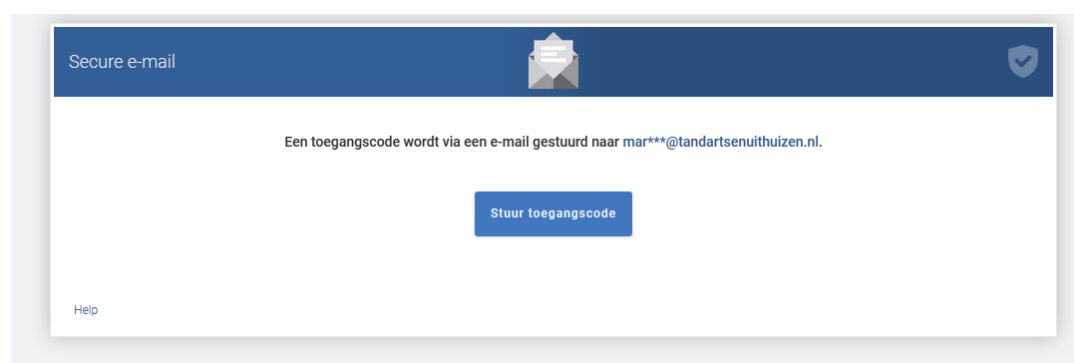 Secure e-mail
Een toegangscode wordt via een e-mail gestuurd naar mar***@tandartsenuithuizen.nl.
Stuur toegangscode
Help